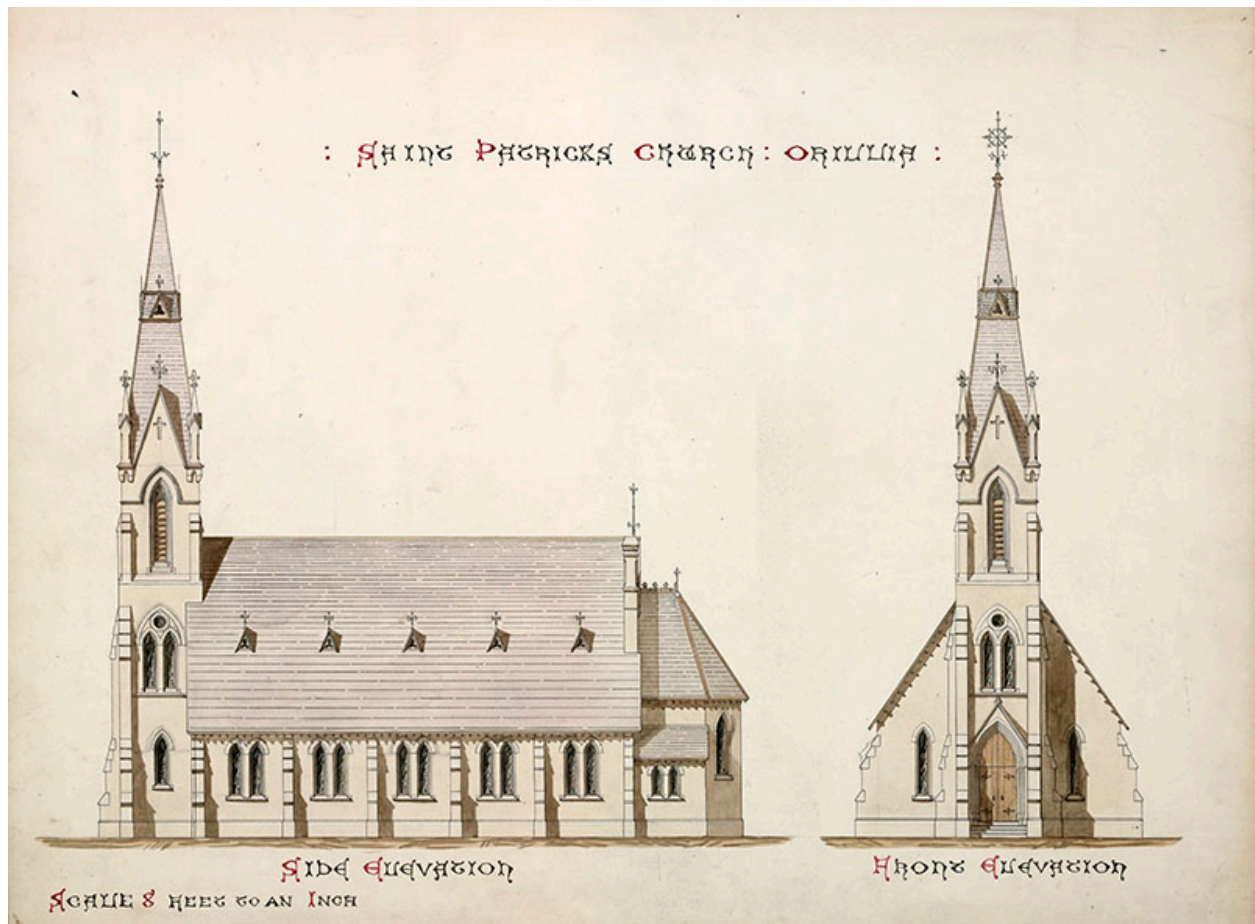 : SAINT PATRICKS CHURCH : ORILLIA :
SIDE ELEVATION
FRONT ELEVATION
SCALE 8 FEET TO AN INCH